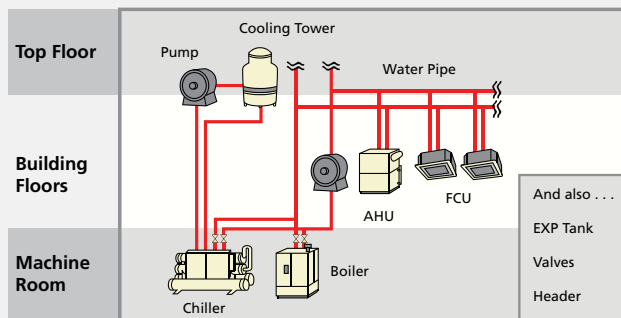 Cooling Tower
Top Floor
Pump
Water Pipe
Building
Floors
AHU
FCU
And also . . .
EXP Tank
Valves
Header
Machine
Room
Boiler
Chiller